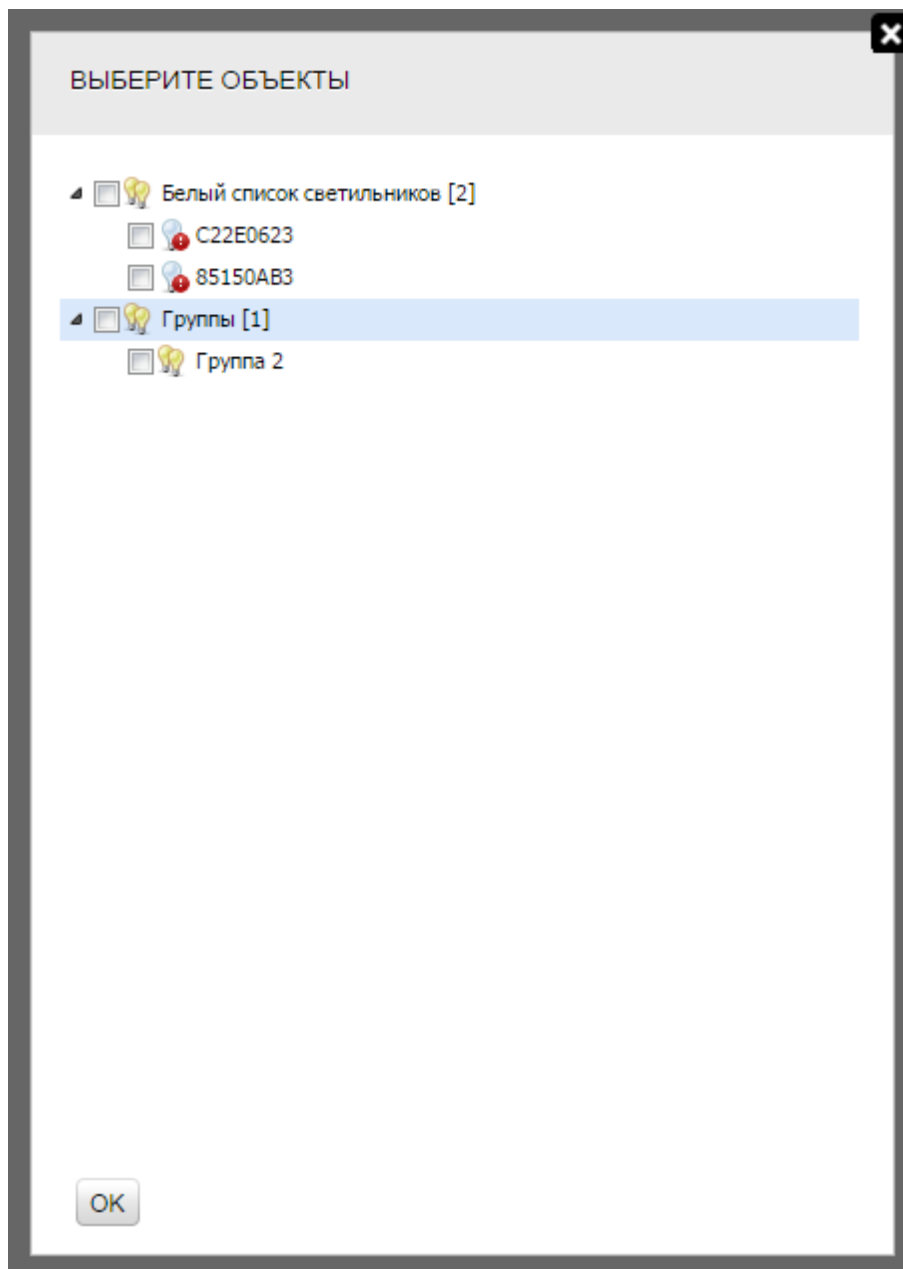 ВЫБЕРИТЕ ОБЪЕКТЫ
Белый список светильников [2]
C22E0623
85150AB3
Группы [1]
Группа 2
OK